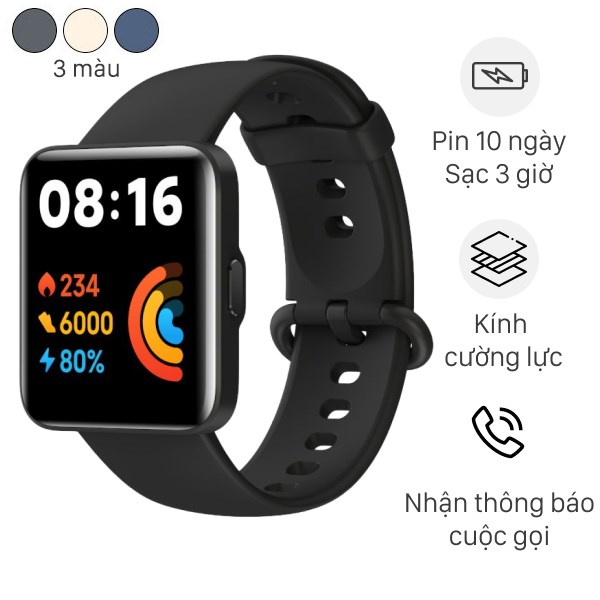 3 màu
08:16
234
6000
80%
Pin 10 ngày
Sạc 3 giờ
Kính
cường lực
Nhận thông báo
cuộc gọi